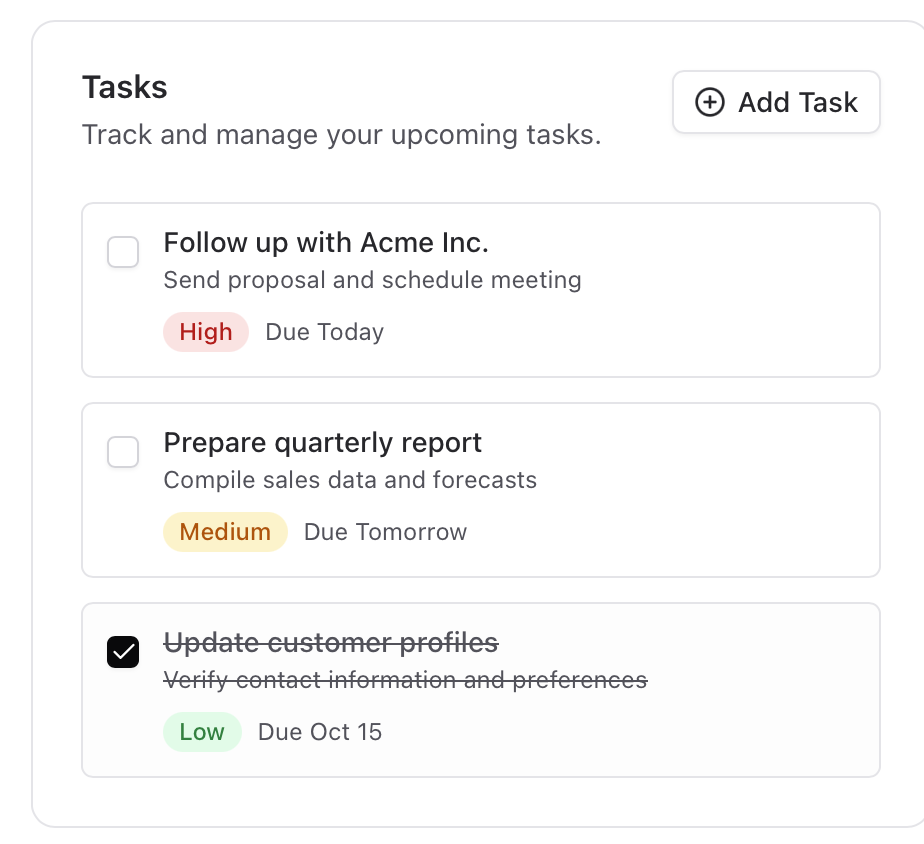 Tasks
Add Task
Track and manage your upcoming tasks.
Follow up with Acme Inc.
Send proposal and schedule meeting
High Due Today
Prepare quarterly report
Compile sales data and forecasts
Medium Due Tomorrow
Update customer profiles
Verify contact information and preferences
Low Due Oct 15